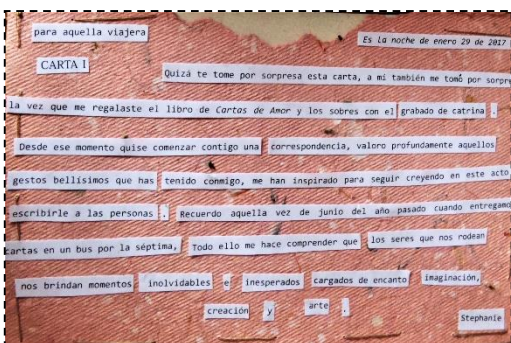 para aquella viajera
Es La noche de enero 29 de 2017
CARTA 1
Quizá te tome por sorpresa esta carta, a mí también me tomó por
la vez que me regalaste el libro de Cartas de Amor y los sobres con el grabado de catrina .
Desde ese momento quise comenzar contigo una correspondencia, valoro profundamente aquellos
gestos bellísimos que has tenido conmigo, me han inspirado para seguir creyendo en este acto
escribirle a las personas . Recuerdo aquella vez de junio del año pasado cuando
cartas en un bus por la séptima, Todo ello me hace comprender que los seres que nos rodean
nos brindan momentos inolvidables e inesperados cargados de encanto imaginación,
creación y arte .
Stephanie